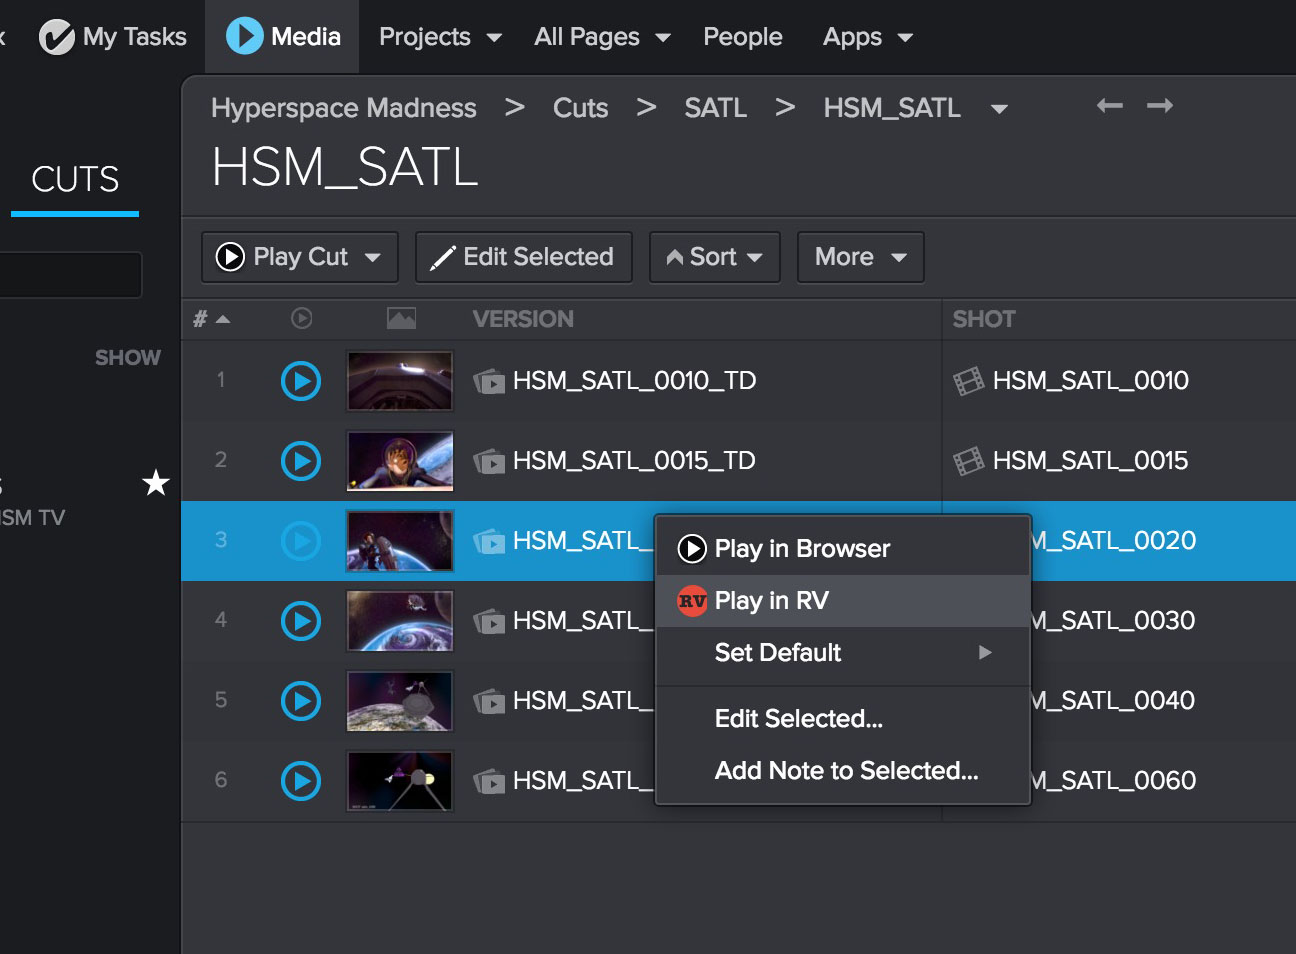 My Tasks Media Projects All Pages People Apps
Hyperspace Madness > Cuts > SATL > HSM_SATL
HSM_SATL
CUTS
Play Cut Edit Selected Sort More
# VERSION SHOT
SHOW
1 HSM_SATL_0010_TD HSM_SATL_0010
2 HSM_SATL_0015_TD HSM_SATL_0015
SM TV
3 HSM_SATL_ M_SATL_0020
Play in Browser
RV Play in RV
4 HSM_SATL_ M_SATL_0030
Set Default
5 HSM_SATL_ M_SATL_0040
Edit Selected...
Add Note to Selected...
6 HSM_SATL_ M_SATL_0060